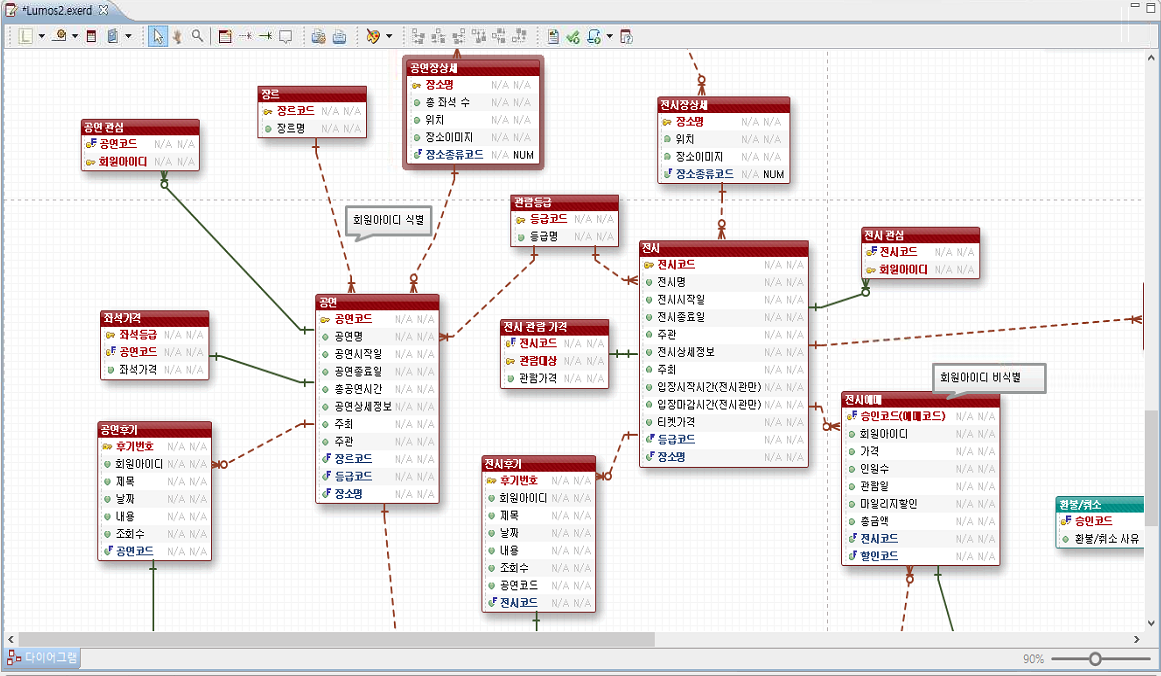 *Lumos2.exerd
공연장상세
장소명 N/A N/A
총 좌석 수 N/A N/A
위치 N/A N/A
장소이미지 N/A N/A
장소종류코드 N/A NUM
장르
장르코드 N/A N/A
장르명 N/A N/A
전시장상세
장소명 N/A N/A
위치 N/A N/A
장소이미지 N/A N/A
장소종류코드 N/A NUM
공연 관심
공연코드 N/A N/A
회원아이디 N/A N/A
회원아이디 식별
관람등급
등급코드 N/A N/A
등급명 N/A N/A
전시 관심
전시코드 N/A N/A
회원아이디 N/A N/A
전시
전시코드 N/A N/A
전시명 N/A N/A
전시시작일 N/A N/A
전시종료일 N/A N/A
주관 N/A N/A
전시상세정보 N/A N/A
주최 N/A N/A
입장시작시간(전시관만) N/A N/A
입장마감시간(전시관만) N/A N/A
티켓가격 N/A N/A
등급코드 N/A N/A
장소명 N/A N/A
공연
공연코드 N/A N/A
공연명 N/A N/A
공연시작일 N/A N/A
공연종료일 N/A N/A
총공연시간 N/A N/A
공연상세정보 N/A N/A
주최 N/A N/A
주관 N/A N/A
장르코드 N/A N/A
등급코드 N/A N/A
장소명 N/A N/A
좌석가격
좌석등급 N/A N/A
공연코드 N/A N/A
좌석가격 N/A N/A
전시 관람 가격
전시코드 N/A N/A
관람대상 N/A N/A
관람가격 N/A N/A
회원아이디 비식별
전시예매
승인코드(예매코드) N/A N/A
회원아이디 N/A N/A
가격 N/A N/A
인원수 N/A N/A
관람일 N/A N/A
마일리지할인 N/A N/A
총금액 N/A N/A
전시코드 N/A N/A
할인코드 N/A N/A
공연후기
후기번호 N/A N/A
회원아이디 N/A N/A
제목 N/A N/A
날짜 N/A N/A
내용 N/A N/A
조회수 N/A N/A
공연코드 N/A N/A
전시후기
후기번호 N/A N/A
회원아이디 N/A N/A
제목 N/A N/A
날짜 N/A N/A
내용 N/A N/A
조회수 N/A N/A
공연코드 N/A N/A
전시코드 N/A N/A
환불/취소
승인코드
환불/취소 사유
다이어그램
90%